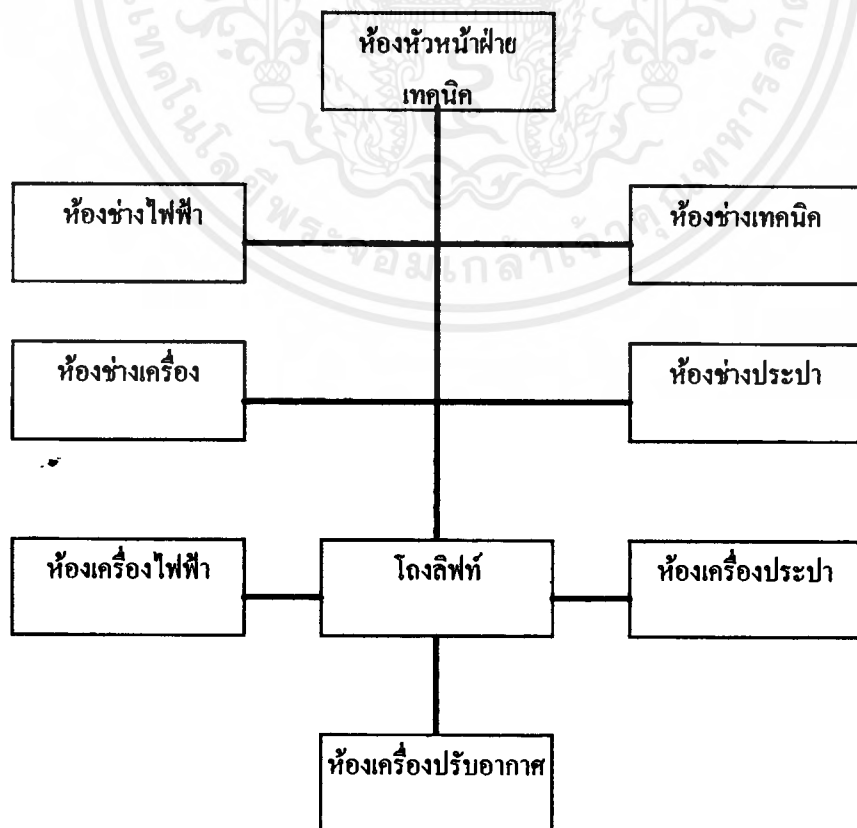 ห้องหัวหน้าฝ่าย
เทคนิค
ห้องช่างไฟฟ้า
ห้องช่างเทคนิค
ห้องช่างเครื่อง
ห้องช่างประปา
ห้องเครื่องไฟฟ้า
โถงลิฟท์
ห้องเครื่องประปา
ห้องเครื่องปรับอากาศ